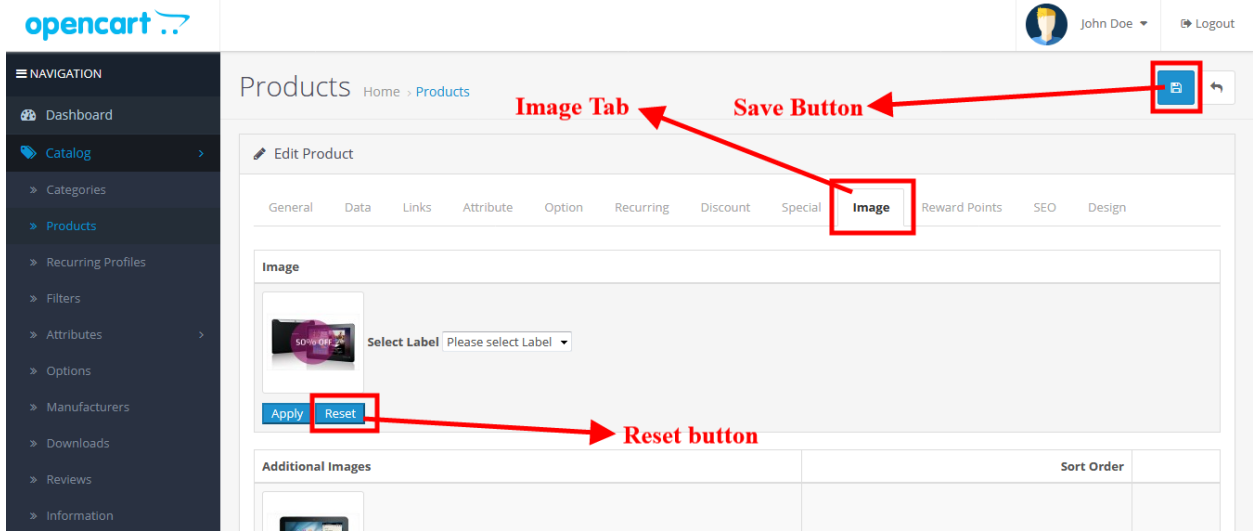 opencart
John Doe
Logout
NAVIGATION
Products Home › Products
Image Tab
Save Button
Dashboard
Catalog
Edit Product
» Categories
General Data Links Attribute Option Recurring Discount Special Image Reward Points SEO Design
» Products
» Recurring Profiles
Image
» Filters
» Attributes
50% OFF
Select Label Please select Label
» Options
» Manufacturers
Apply Reset
Reset button
» Downloads
Additional Images Sort Order
» Reviews
» Information